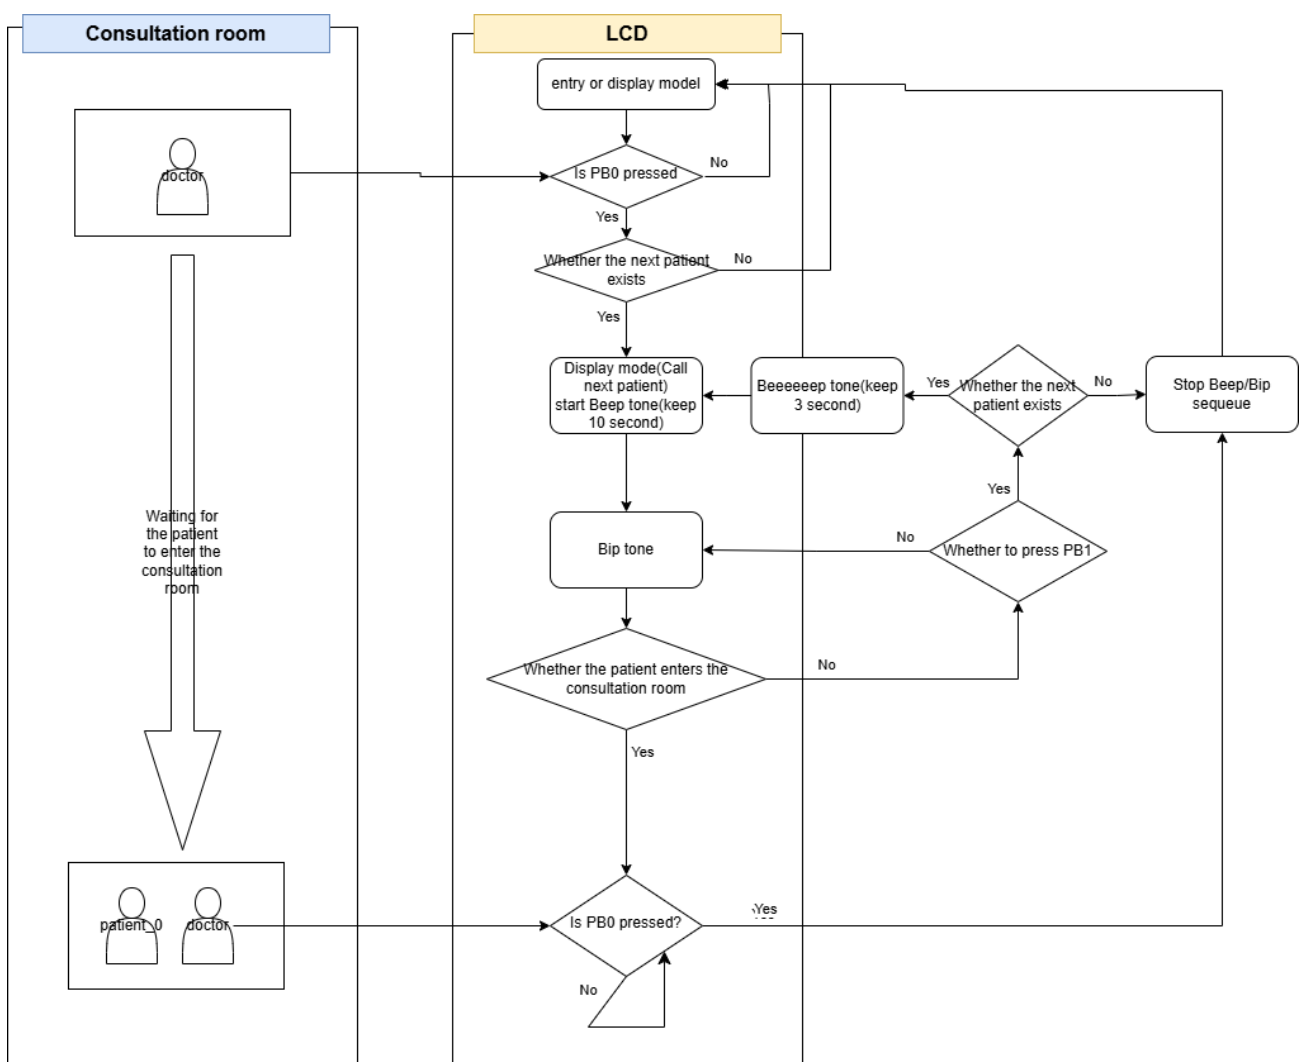 Consultation room
LCD
entry or display model
doctor
Is PB0 pressed
No
Yes
Whether the next patient
exists
No
Yes
Display mode(Call
next patient)
start Beep tone(keep
10 second)
Beeeeeep tone(keep
3 second)
Yes
Whether the next
patient exists
No
Stop Beep/Bip
sequeue
Yes
Waiting for
the patient
to enter the
consultation
room
Bip tone
No
Whether to press PB1
Whether the patient enters the
consultation room
No
Yes
patient_0
doctor
Is PB0 pressed?
Yes
No